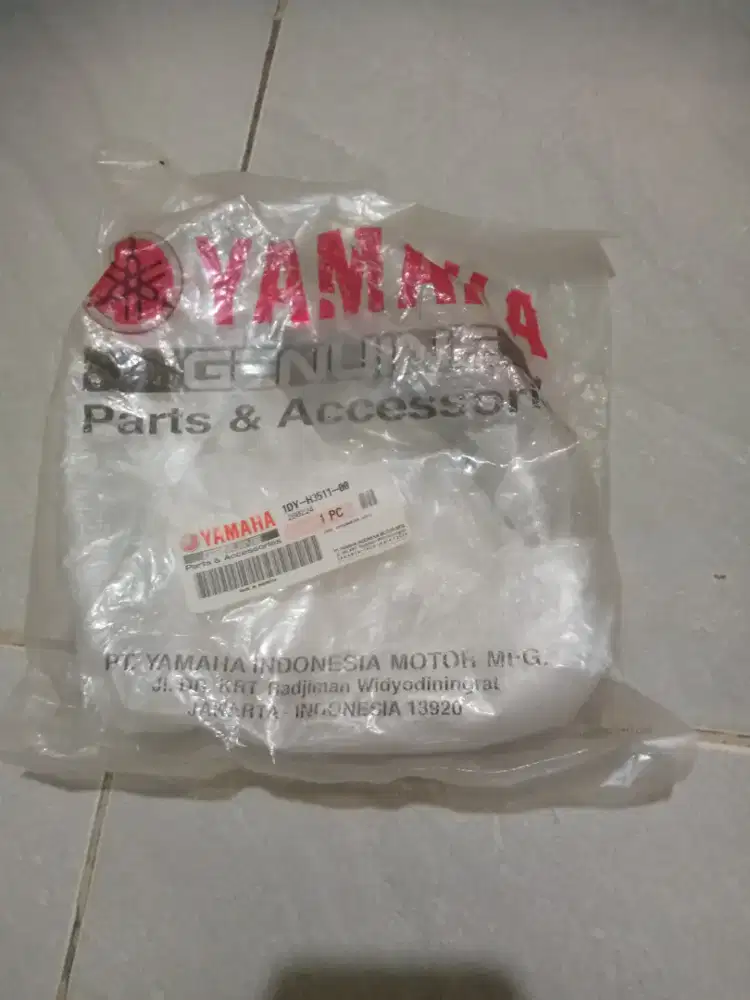 YAMAHA
GENUINE
Parts & Accessori
1DY-H3511-00
1 PC
YAMAHA
Parts & Accessories
PT. YAMAHA INDONESIA MOTOR MFG.
Jl. DR. KRT Radjiman Widyodiningrat
JAKARTA - INDONESIA 13920